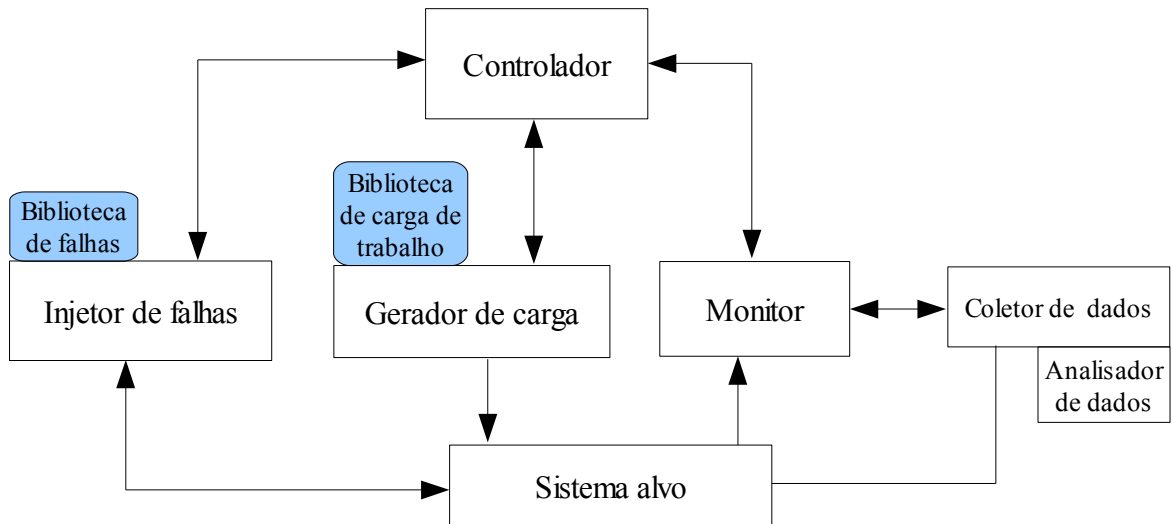 Controlador
Biblioteca
de falhas
Biblioteca
de carga de
trabalho
Injetor de falhas
Gerador de carga
Monitor
Coletor de dados
Analisador
de dados
Sistema alvo